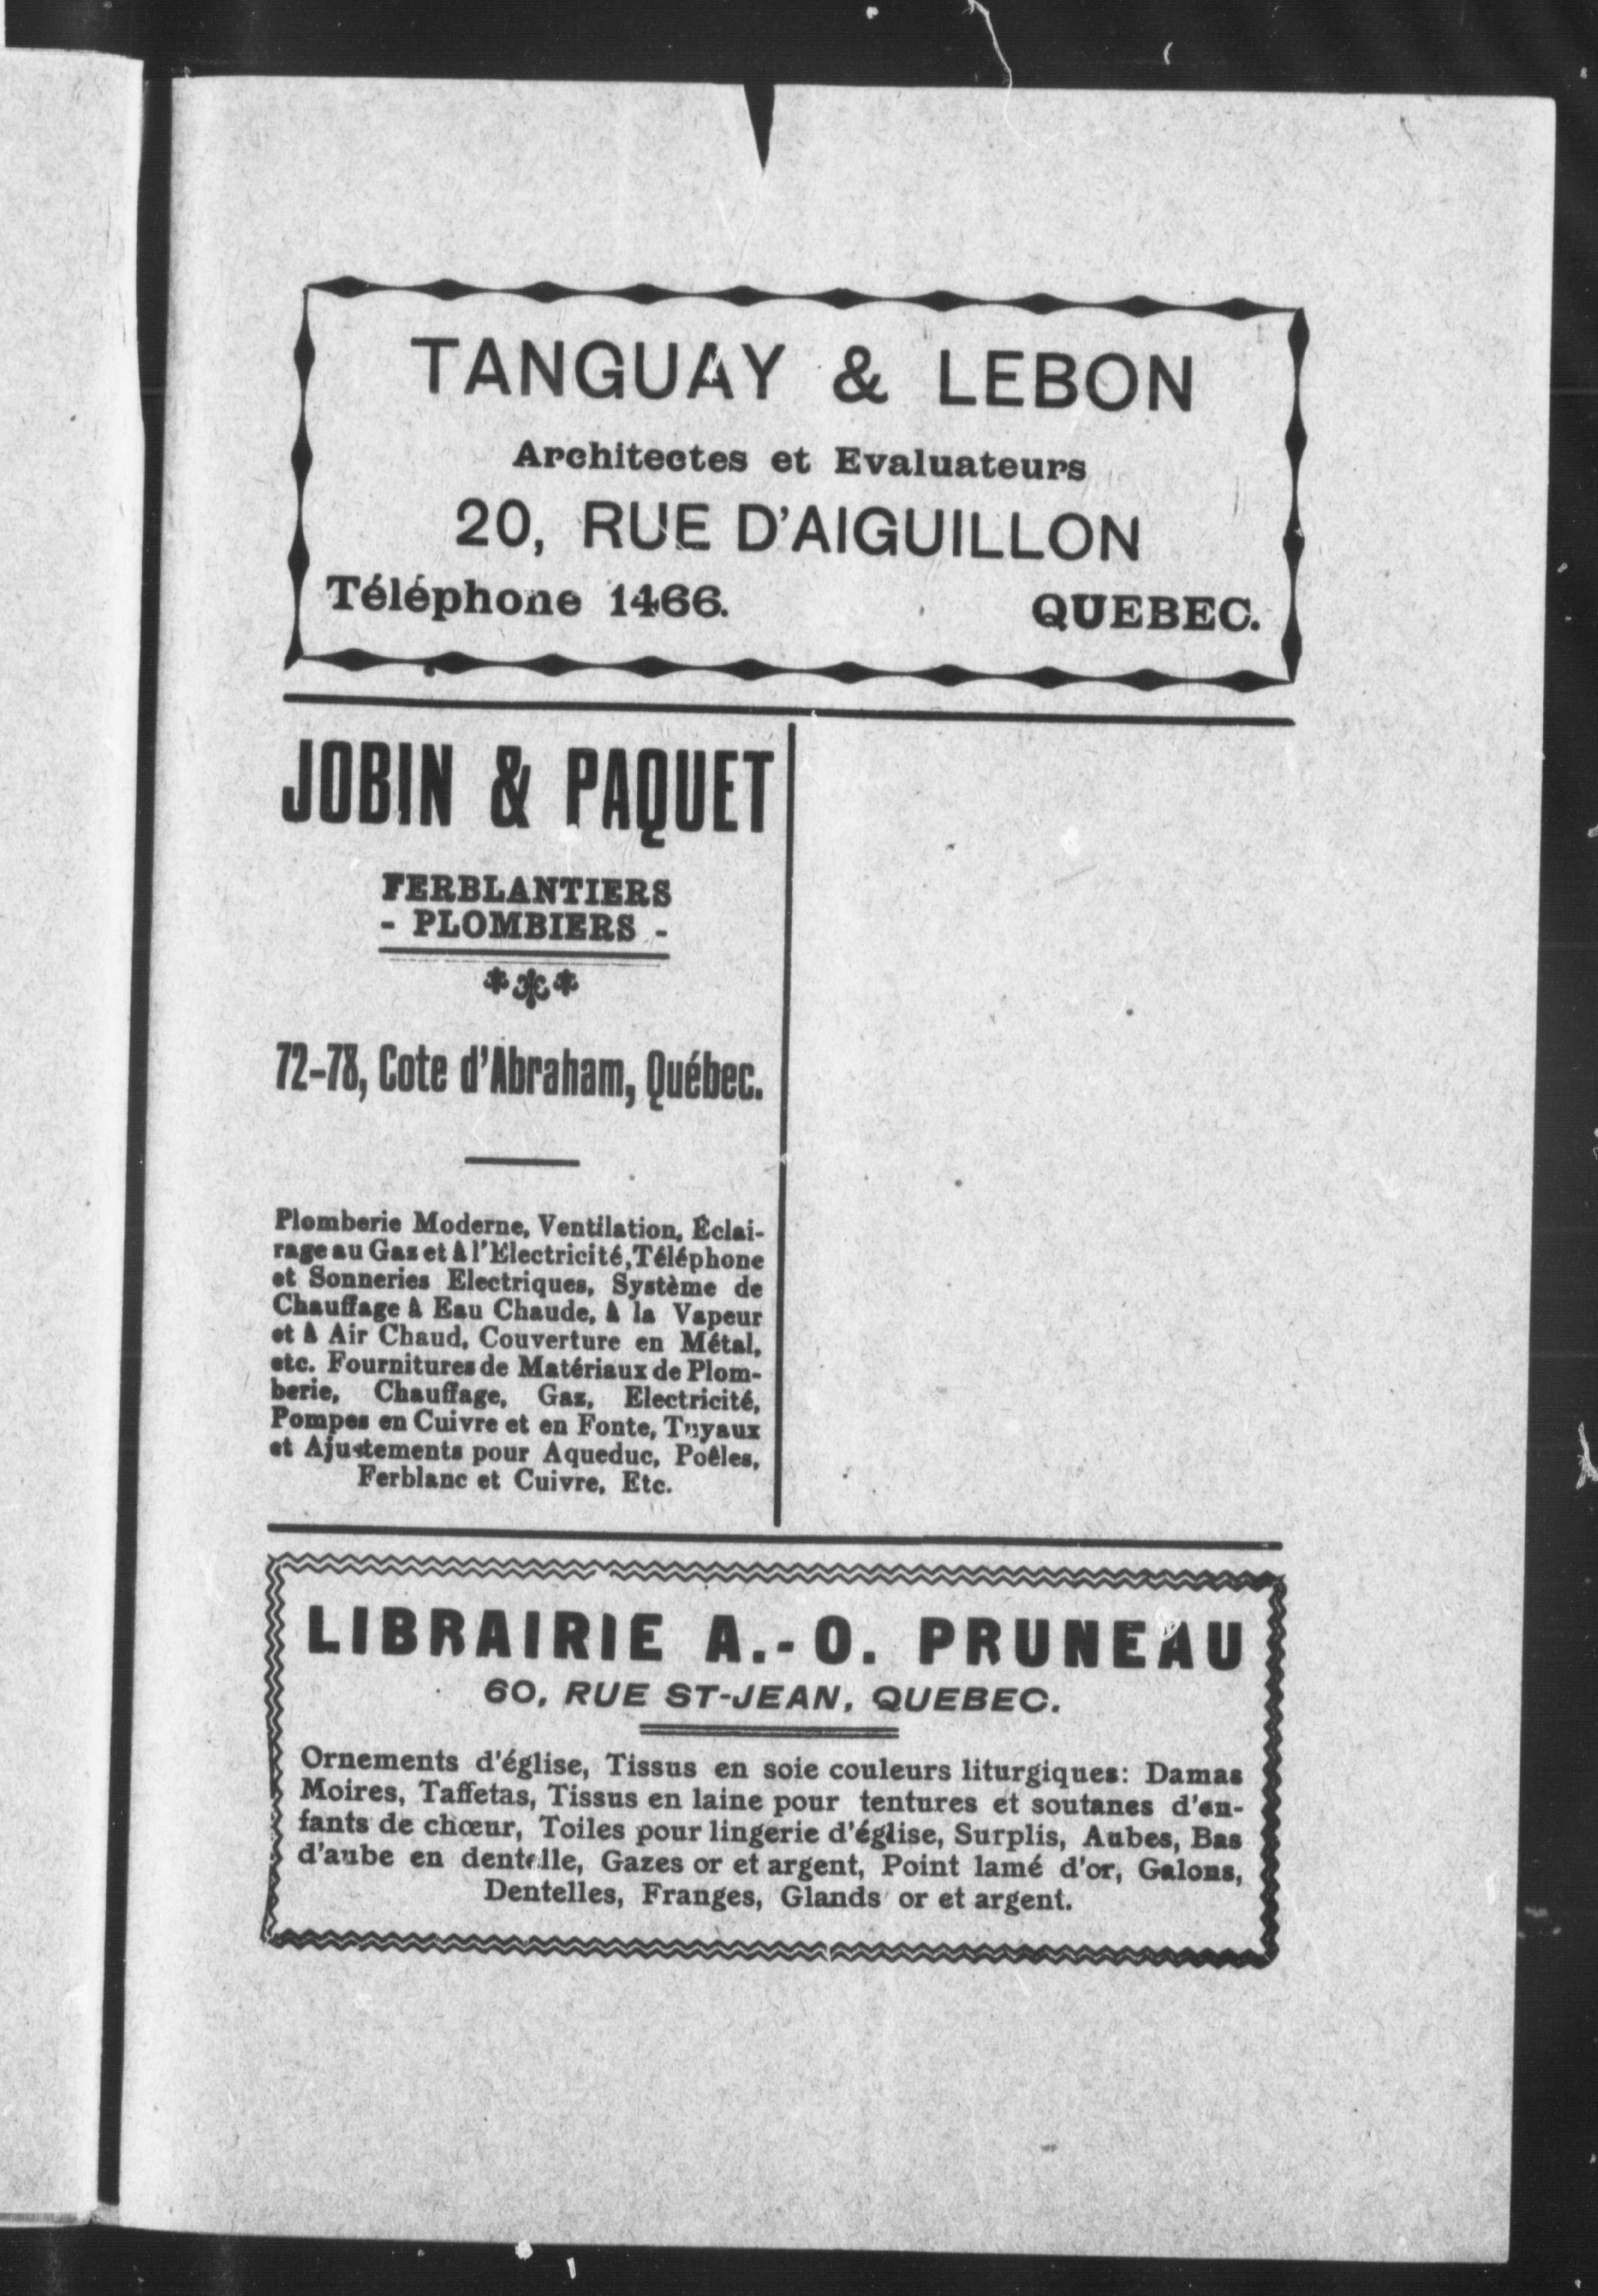 TANGUAY & LEBON
Architectes et Evaluateurs
20, RUE D'AIGUILLON
Téléphone 1466. QUEBEC.
JOBIN & PAQUET
FERBLANTIERS
- PLOMBIERS -
72-78, Cote d'Abraham, Québec.
Plomberie Moderne, Ventilation, Éclai-
rage au Gaz et à l'Electricité, Téléphone
et Sonneries Electriques, Système de
Chauffage à Eau Chaude, à la Vapeur
et à Air Chaud, Couverture en Métal,
etc. Fournitures de Matériaux de Plom-
berie, Chauffage, Gaz, Electricité,
Pompes en Cuivre et en Fonte, Tuyaux
et Ajustements pour Aqueduc, Poêles,
Ferblanc et Cuivre, Etc.
LIBRAIRIE A.-O. PRUNEAU
60, RUE ST-JEAN, QUEBEC.
Ornements d'église, Tissus en soie couleurs liturgiques: Damas
Moires, Taffetas, Tissus en laine pour tentures et soutanes d'en-
fants de chœur, Toiles pour lingerie d'église, Surplis, Aubes, Bas
d'aube en dentelle, Gazes or et argent, Point lamé d'or, Galons,
Dentelles, Franges, Glands or et argent.